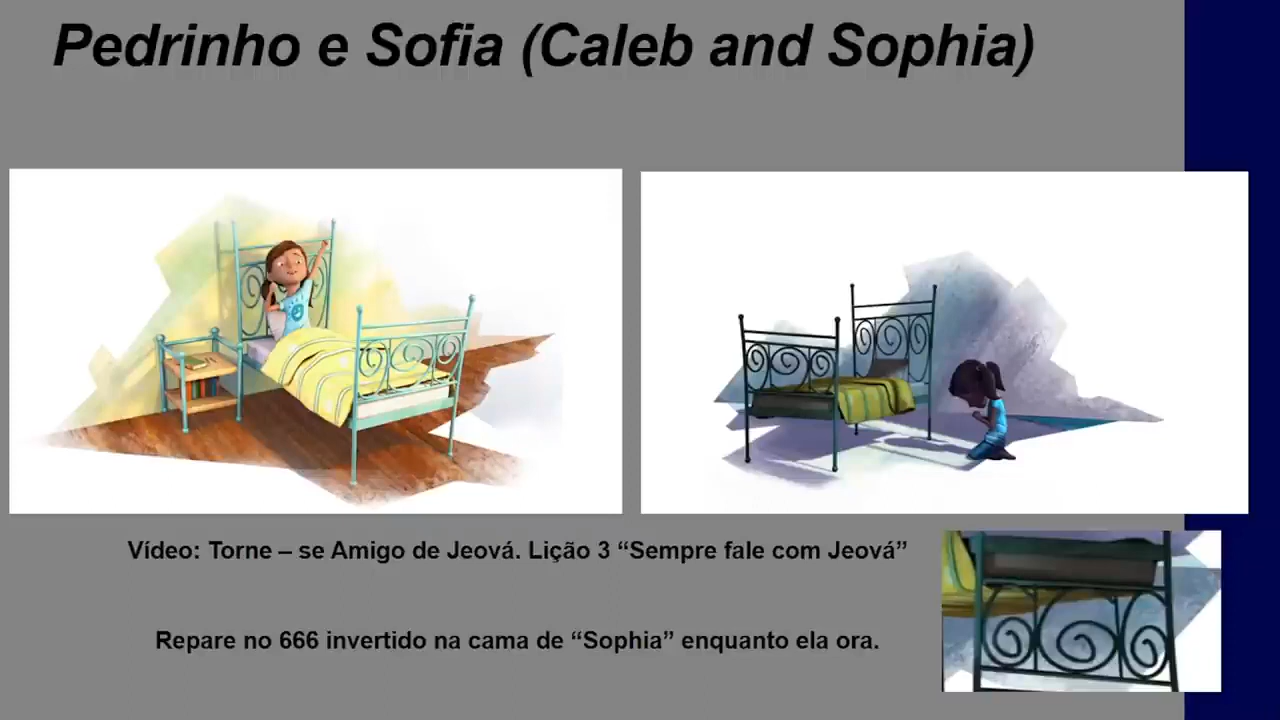 Pedrinho e Sofia (Caleb and Sophia)
Vídeo: Torne – se Amigo de Jeová. Lição 3 “Sempre fale com Jeová”
Repare no 666 invertido na cama de “Sophia” enquanto ela ora.